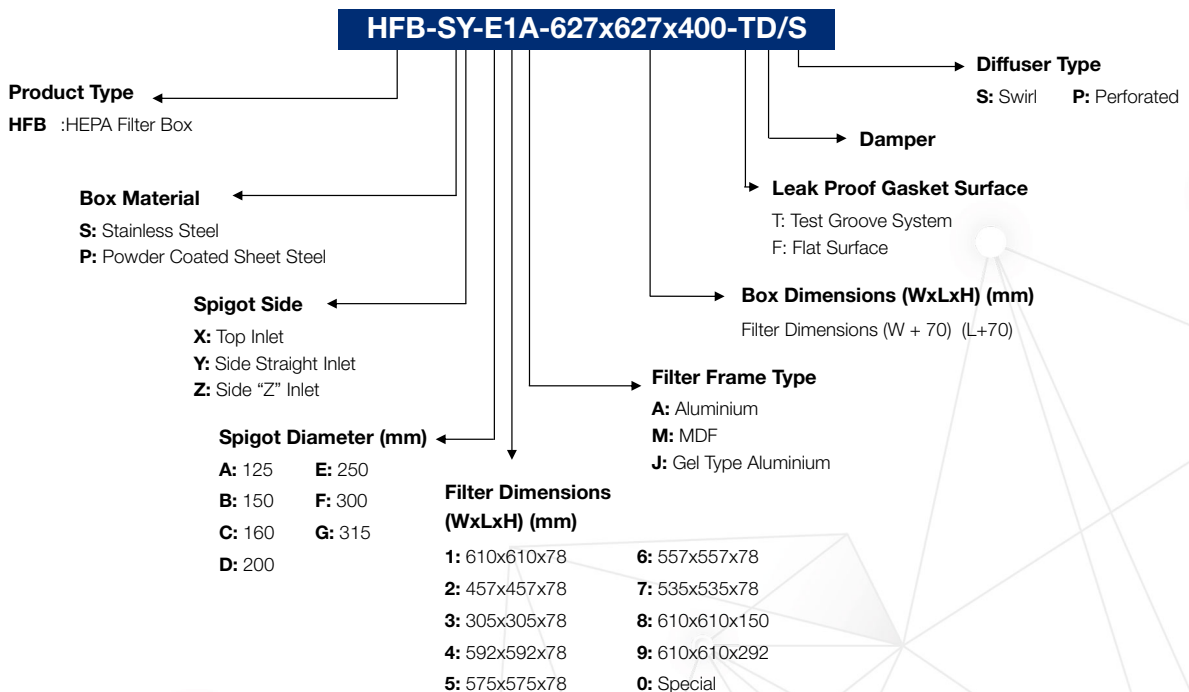 HFB-SY-E1A-627x627x400-TD/S
Product Type
HFB :HEPA Filter Box
Box Material
S: Stainless Steel
P: Powder Coated Sheet Steel
Spigot Side
X: Top Inlet
Y: Side Straight Inlet
Z: Side “Z” Inlet
Spigot Diameter (mm)
A: 125 E: 250
B: 150 F: 300
C: 160 G: 315
D: 200
Filter Dimensions
(WxLxH) (mm)
1: 610x610x78 6: 557x557x78
2: 457x457x78 7: 535x535x78
3: 305x305x78 8: 610x610x150
4: 592x592x78 9: 610x610x292
5: 575x575x78 0: Special
Filter Frame Type
A: Aluminium
M: MDF
J: Gel Type Aluminium
Box Dimensions (WxLxH) (mm)
Filter Dimensions (W + 70) (L+70)
Leak Proof Gasket Surface
T: Test Groove System
F: Flat Surface
Damper
Diffuser Type
S: Swirl P: Perforated